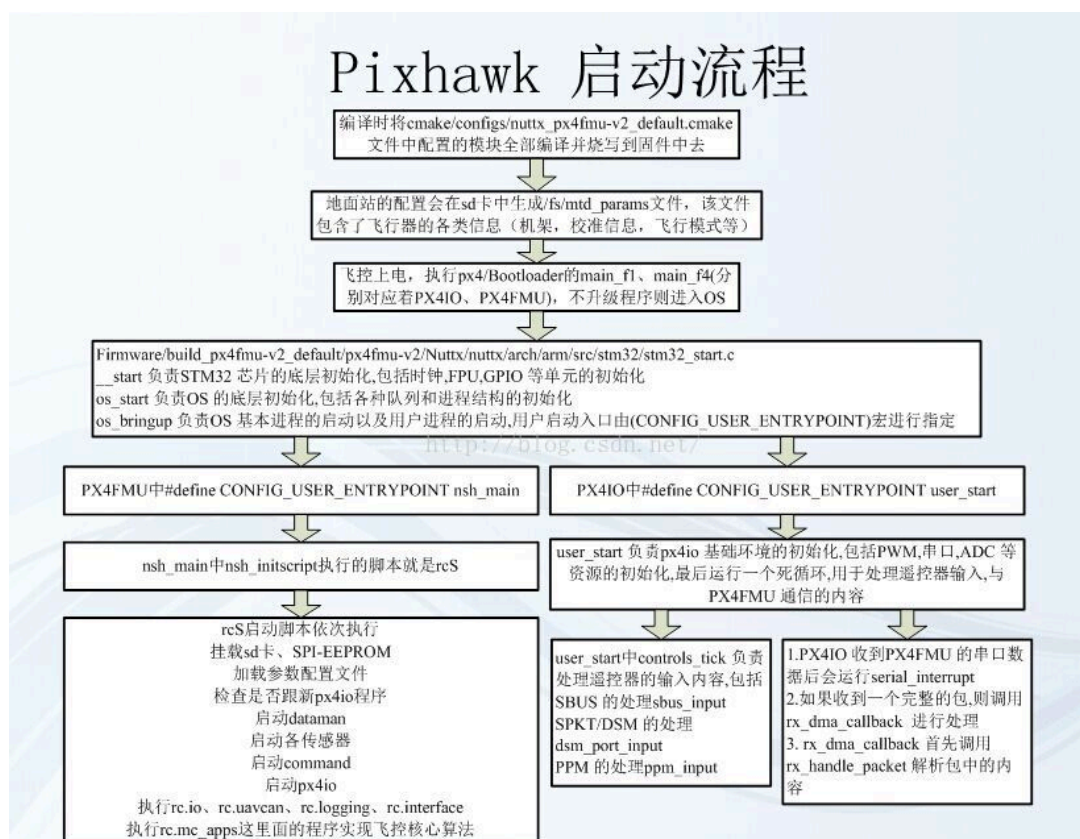 Pixhawk 启动流程
编译时将cmake/configs/nuttx_px4fmu-v2_default.cmake
文件中配置的模块全部编译并烧写到固件中去
地面站的配置会在sd卡中生成/fs/mtd_params文件，该文件
包含了飞行器的各类信息（机架，校准信息，飞行模式等）
飞控上电，执行px4/Bootloader的main_f1、main_f4(分
别对应着PX4IO、PX4FMU)，不升级程序则进入OS
Firmware/build_px4fmu-v2_default/px4fmu-v2/Nuttx/nuttx/arch/arm/src/stm32/stm32_start.c
__start 负责STM32 芯片的底层初始化,包括时钟,FPU,GPIO 等单元的初始化
os_start 负责OS 的底层初始化,包括各种队列和进程结构的初始化
os_bringup 负责OS 基本进程的启动以及用户进程的启动,用户启动入口由(CONFIG_USER_ENTRYPOINT)宏进行指定
http://blog.csdn.net/
PX4FMU中#define CONFIG_USER_ENTRYPOINT nsh_main
nsh_main中nsh_initscript执行的脚本就是rcS
rcS启动脚本依次执行
挂载sd卡、SPI-EEPROM
加载参数配置文件
检查是否跟新px4io程序
启动dataman
启动各传感器
启动command
启动px4io
执行rc.io、rc.uavcan、rc.logging、rc.interface
执行rc.mc_apps这里面的程序实现飞控核心算法
PX4IO中#define CONFIG_USER_ENTRYPOINT user_start
user_start 负责px4io 基础环境的初始化,包括PWM,串口,ADC 等
资源的初始化,最后运行一个死循环,用于处理遥控器输入,与
PX4FMU 通信的内容
user_start中controls_tick 负责
处理遥控器的输入内容,包括
SBUS 的处理sbus_input
SPKT/DSM 的处理
dsm_port_input
PPM 的处理ppm_input
1.PX4IO 收到PX4FMU 的串口数
据后会运行serial_interrupt
2.如果收到一个完整的包,则调用
rx_dma_callback 进行处理
3. rx_dma_callback 首先调用
rx_handle_packet 解析包中的内
容